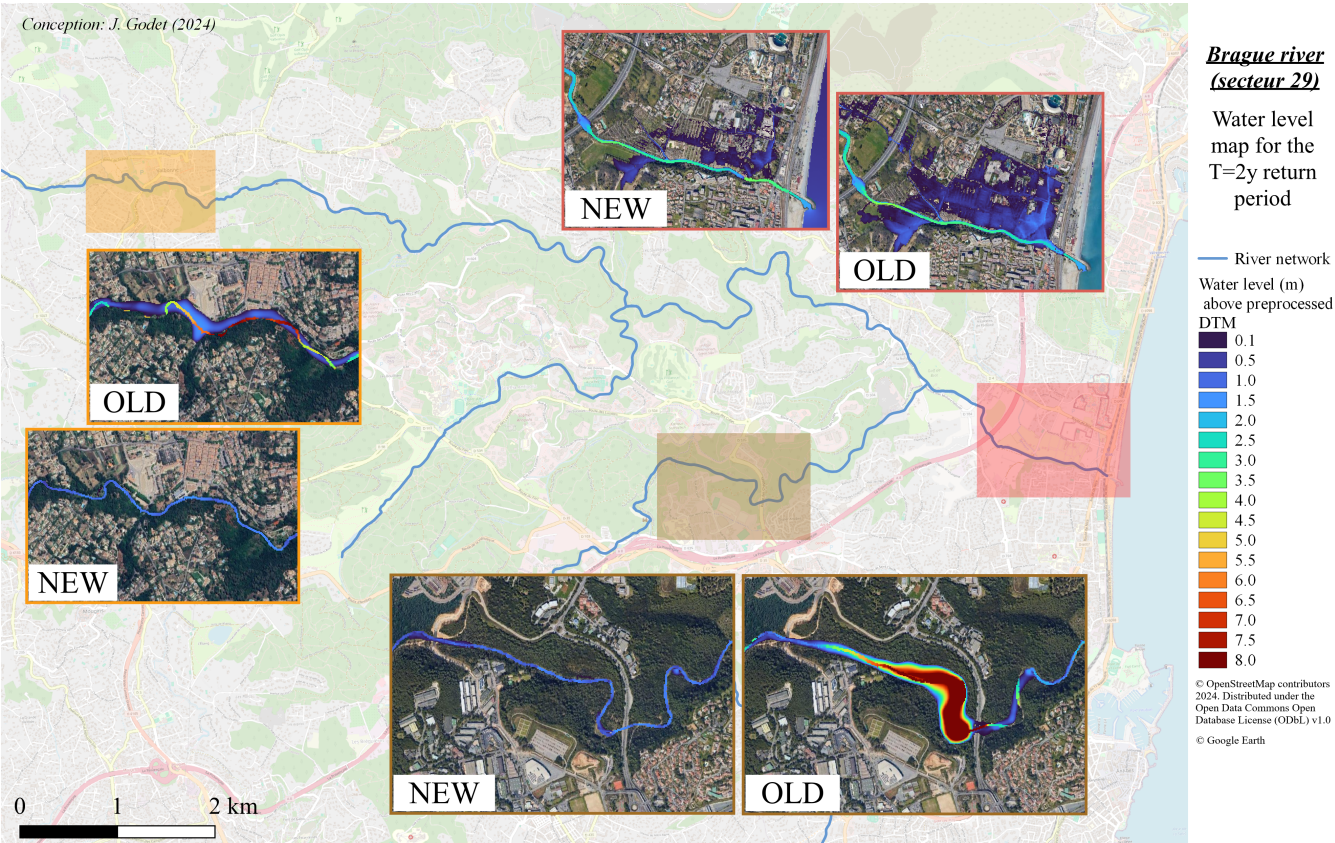 Conception: J. Godet (2024)
NEW
OLD
OLD
NEW
NEW
OLD
0 1 2 km
Brague river
(secteur 29)
Water level
map for the
T=2y return
period
River network
Water level (m)
above preprocessed
DTM
0.1
0.5
1.0
1.5
2.0
2.5
3.0
3.5
4.0
4.5
5.0
5.5
6.0
6.5
7.0
7.5
8.0
© OpenStreetMap contributors
2024. Distributed under the
Open Data Commons Open
Database License (ODbL) v1.0
© Google Earth